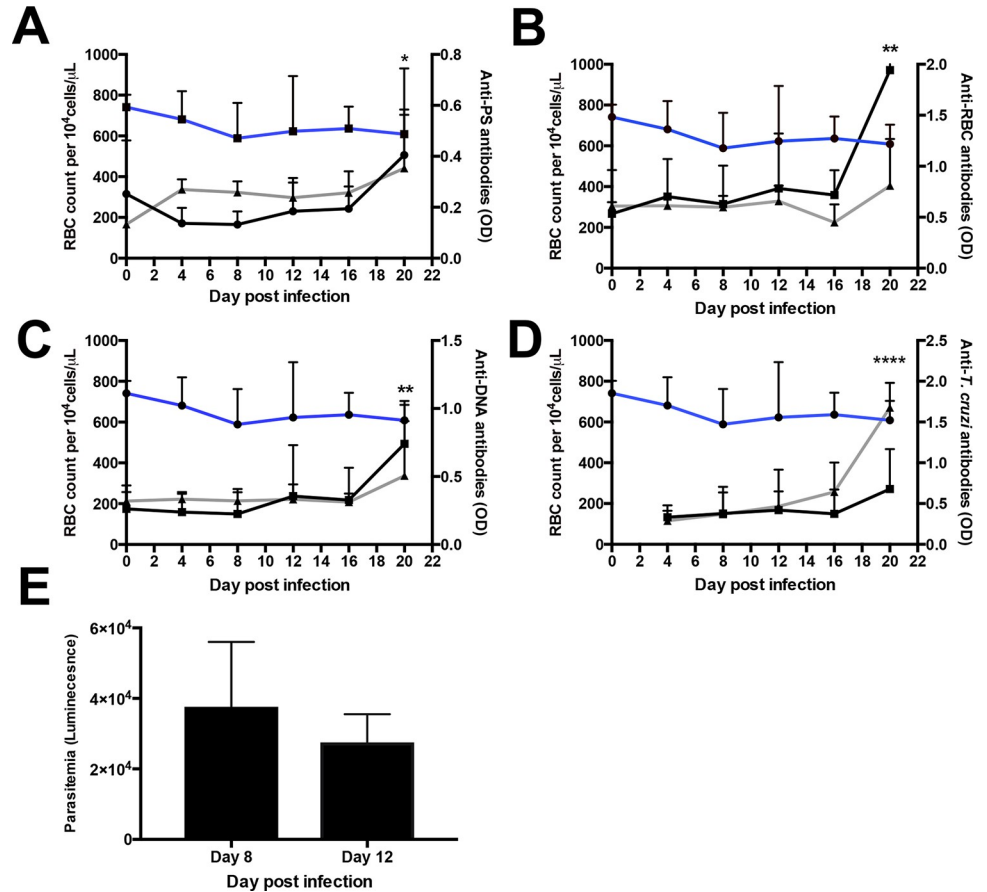 A
RBC count per 10⁴cells/µL
1000
800
600
400
200
0
0 2 4 6 8 10 12 14 16 18 20 22
Day post infection
0.8
0.6
0.4
0.2
0.0
Anti-PS antibodies (OD)
*
B
RBC count per 10⁴cells/µL
1000
800
600
400
200
0
0 2 4 6 8 10 12 14 16 18 20 22
Day post infection
2.0
1.5
1.0
0.5
0.0
Anti-RBC antibodies (OD)
**
C
RBC count per 10⁴cells/µL
1000
800
600
400
200
0
0 2 4 6 8 10 12 14 16 18 20 22
Day post infection
1.5
1.0
0.5
0.0
Anti-DNA antibodies (OD)
**
D
RBC count per 10⁴cells/µL
1000
800
600
400
200
0
0 2 4 6 8 10 12 14 16 18 20 22
Day post infection
2.5
2.0
1.5
1.0
0.5
0.0
Anti-T. cruzi antibodies (OD)
****
E
Parasitemia (Luminecesnce)
6×10⁴
4×10⁴
2×10⁴
0
Day 8 Day 12
Day post infection